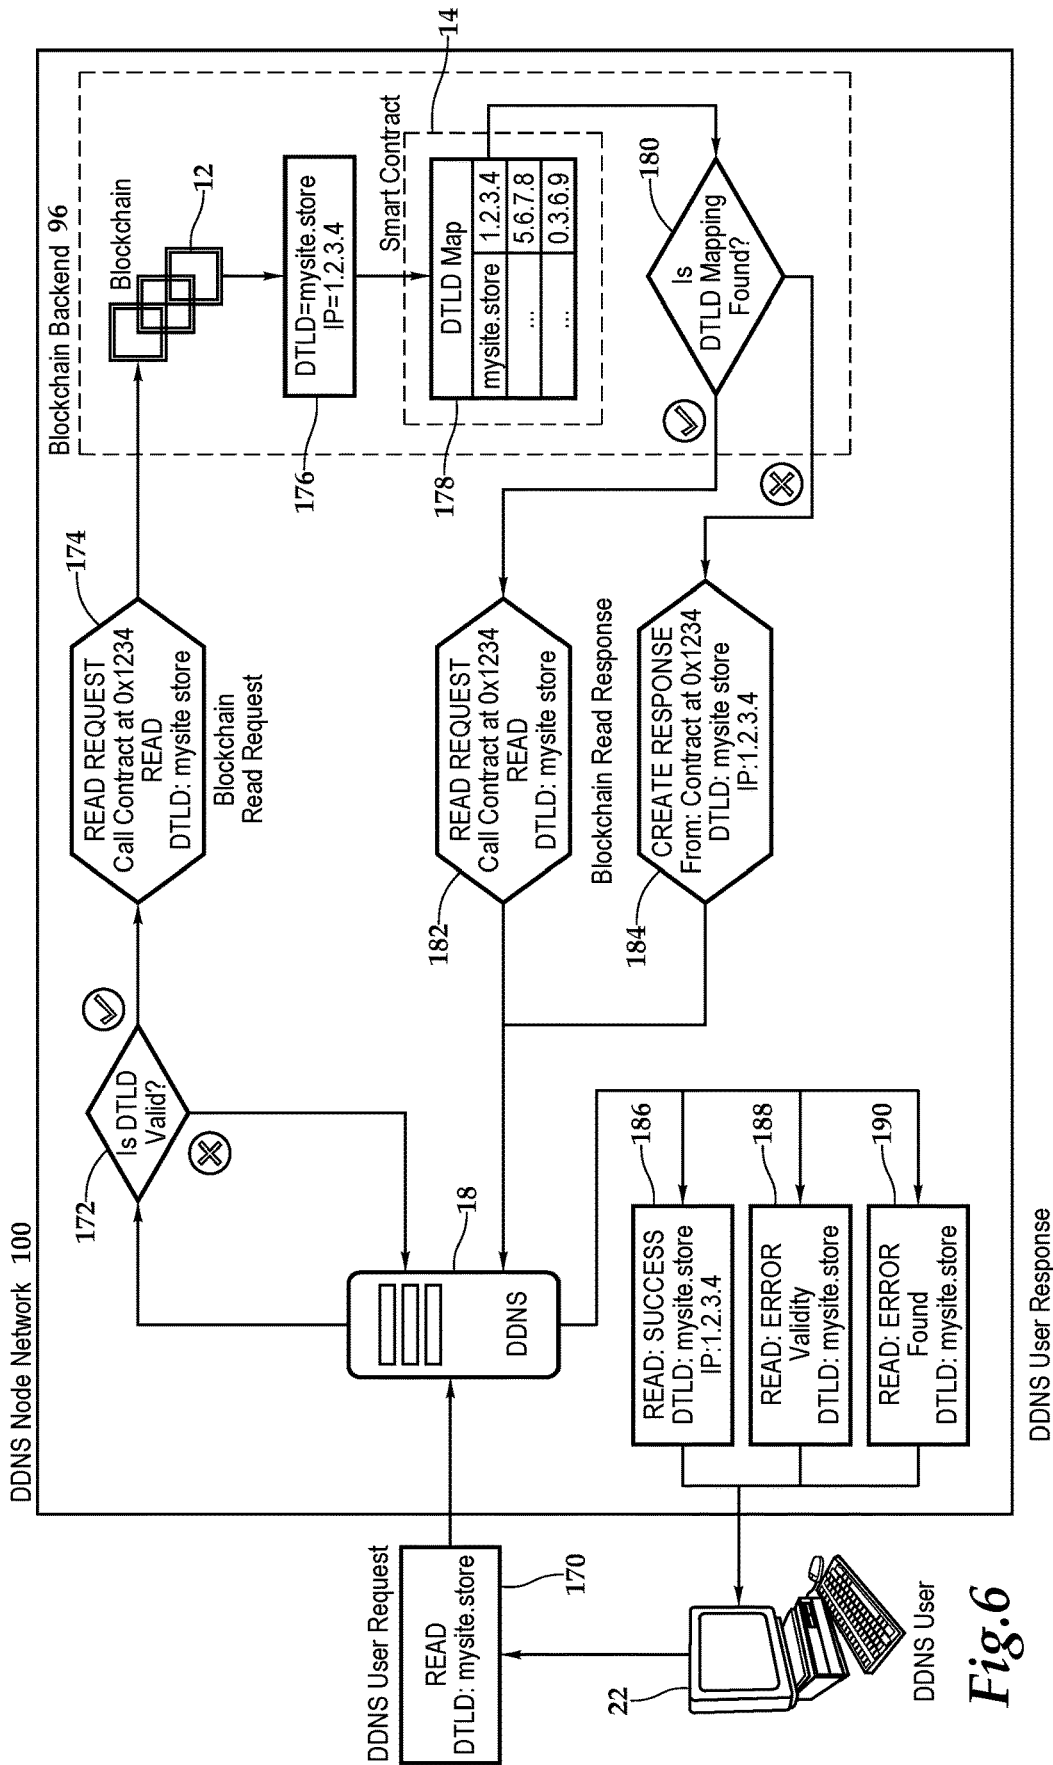 DDNS Node Network 100
Blockchain Backend 96
Blockchain
12
174
READ REQUEST
Call Contract at 0x1234
READ
DTLD: mysite store
Blockchain
Read Request
172
Is DTLD
Valid?
176
DTLD=mysite.store
IP=1.2.3.4
14
Smart Contract
178
DTLD Map
mysite.store
1.2.3.4
...
5.6.7.8
...
0.3.6.9
180
Is
DTLD Mapping
Found?
182
READ REQUEST
Call Contract at 0x1234
READ
DTLD: mysite store
Blockchain Read Response
184
CREATE RESPONSE
From: Contract at 0x1234
DTLD: mysite store
IP:1.2.3.4
18
DDNS
DDNS User Request
READ
DTLD: mysite.store
170
186
READ: SUCCESS
DTLD: mysite.store
IP:1.2.3.4
188
READ: ERROR
Validity
DTLD: mysite.store
190
READ: ERROR
Found
DTLD: mysite.store
DDNS User Response
22
DDNS User
Fig.6